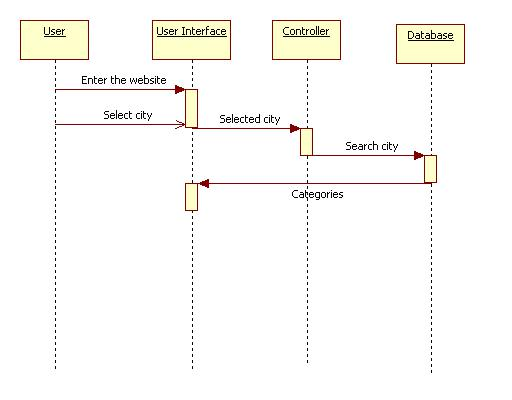 User
User Interface
Controller
Database
Enter the website
Select city
Selected city
Search city
Categories